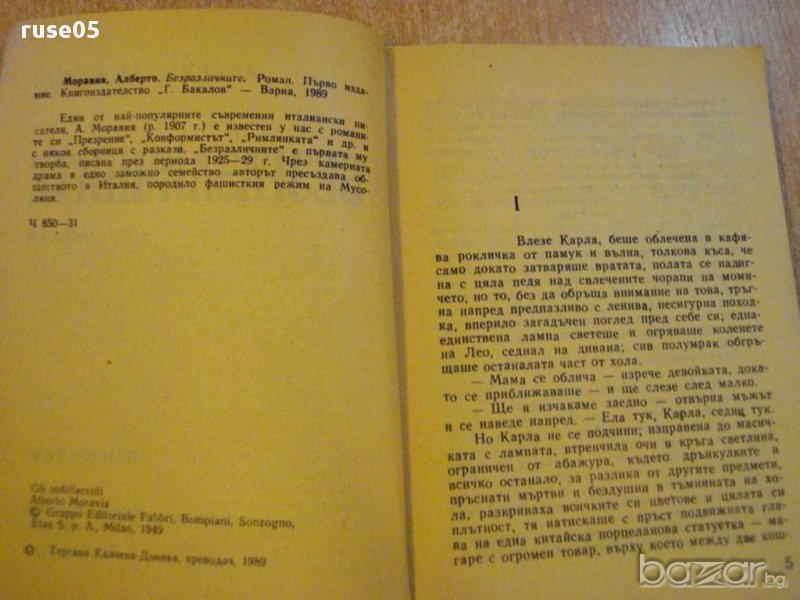 ruse05
Моравия, Алберто. Безразличните. Роман. Първо изда-
ние. Книгоиздателство „Г. Бакалов“ — Варна, 1989
Един от най-популярните съвременни италиански пи-
сатели, А. Моравия (р. 1907 г.) е известен у нас с романи-
те си „Презрение“, „Конформистът“, „Римлянката“ и др. и
с някои сборници с разкази. „Безразличните“ е първата му
творба, писана през периода 1925—29 г. Чрез камерната
драма в едно заможно семейство авторът пресъздава об-
ществото в Италия, породило фашисткия режим на Мусо-
лини.
Ч 850—31
Gli indifferenti
Alberto Moravia
© Gruppo Editoriale Fabbri, Bompiani, Sonzogno,
Etas S. p. A., Milan, 1949
© Гергана Калчева-Донева, преводач, 1989
I
Влезе Карла, беше облечена в кафя-
ва рокличка от памук и вълна, толкова къса, че
само докато затваряше вратата, полата се надиг-
на с цяла педя над свлечените чорапи на моми-
чето, но то, без да обръща внимание на това, тръг-
на напред предпазливо с ленива, несигурна поход-
ка, вперило загадъчен поглед пред себе си; една-
единствена лампа светеше и огряваше коленете
на Лео, седнал на дивана; сив полумрак обгръ-
щаше останалата част от хола.
— Мама се облича — изрече девойката, дока-
то се приближаваше — и ще слезе след малко.
— Ще я изчакаме заедно — отвърна мъжът
и се наведе напред. — Ела тук, Карла, седни тук.
Но Карла не се подчини; изправена до масич-
ката с лампата, втренчила очи в кръга светлина,
ограничен от абажура, където дрънкулките и
всичко останало, за разлика от другите предмети,
пръснати мъртви и бездушни в тъмнината на хо-
ла, разкриваха всичките си цветове и цялата си
плътност, тя натискаше с пръст подвижната гла-
ва на една китайска порцеланова статуетка — ма-
гаре с огромен товар, върху което между две кош-
5
bazar.bg